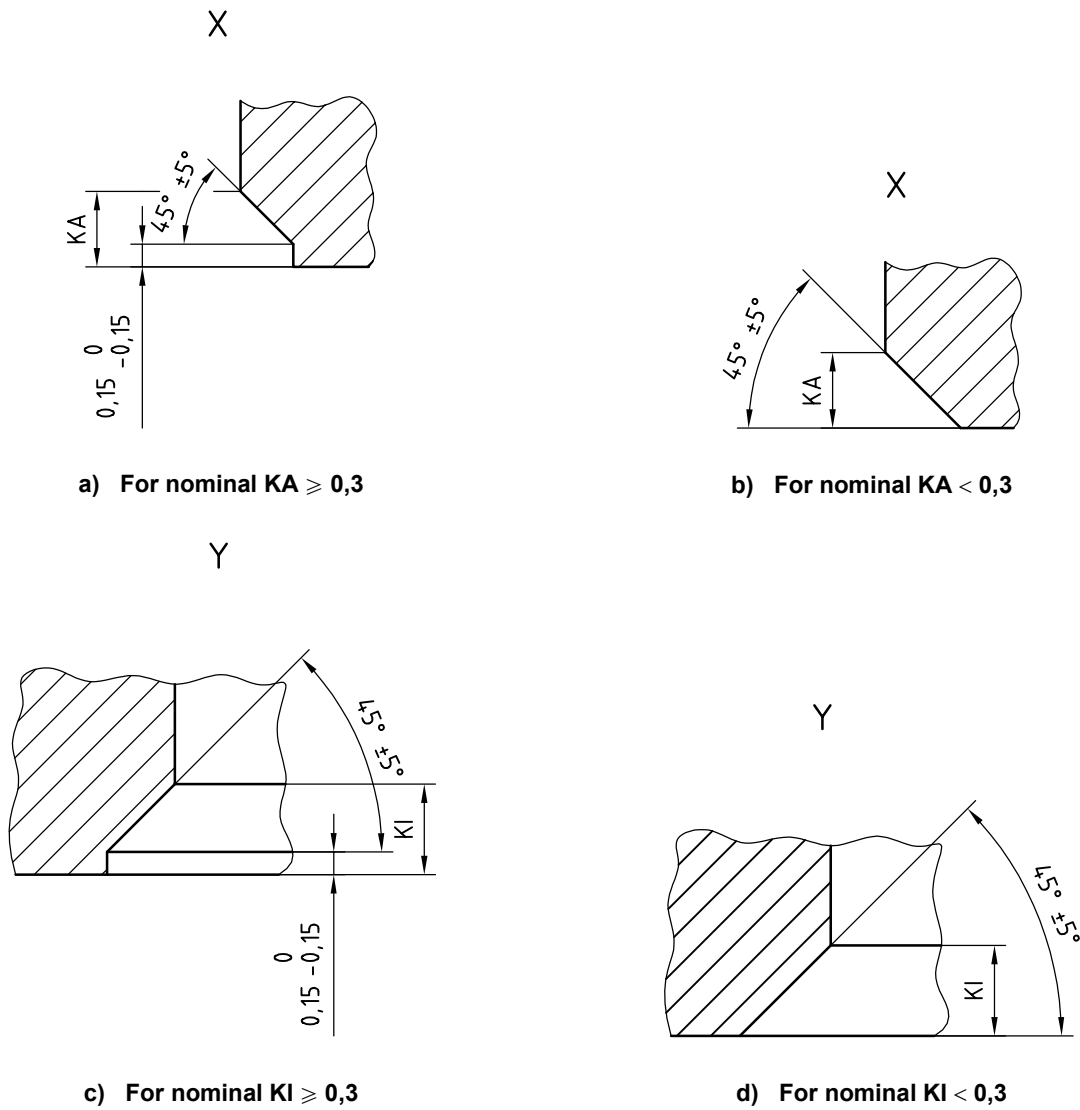 X
45° ±5°
KA
0
0,15 -0,15
a) For nominal KA ≥ 0,3
X
45° ±5°
KA
b) For nominal KA < 0,3
Y
45° ±5°
KI
0
0,15 -0,15
c) For nominal KI ≥ 0,3
Y
45° ±5°
KI
d) For nominal KI < 0,3